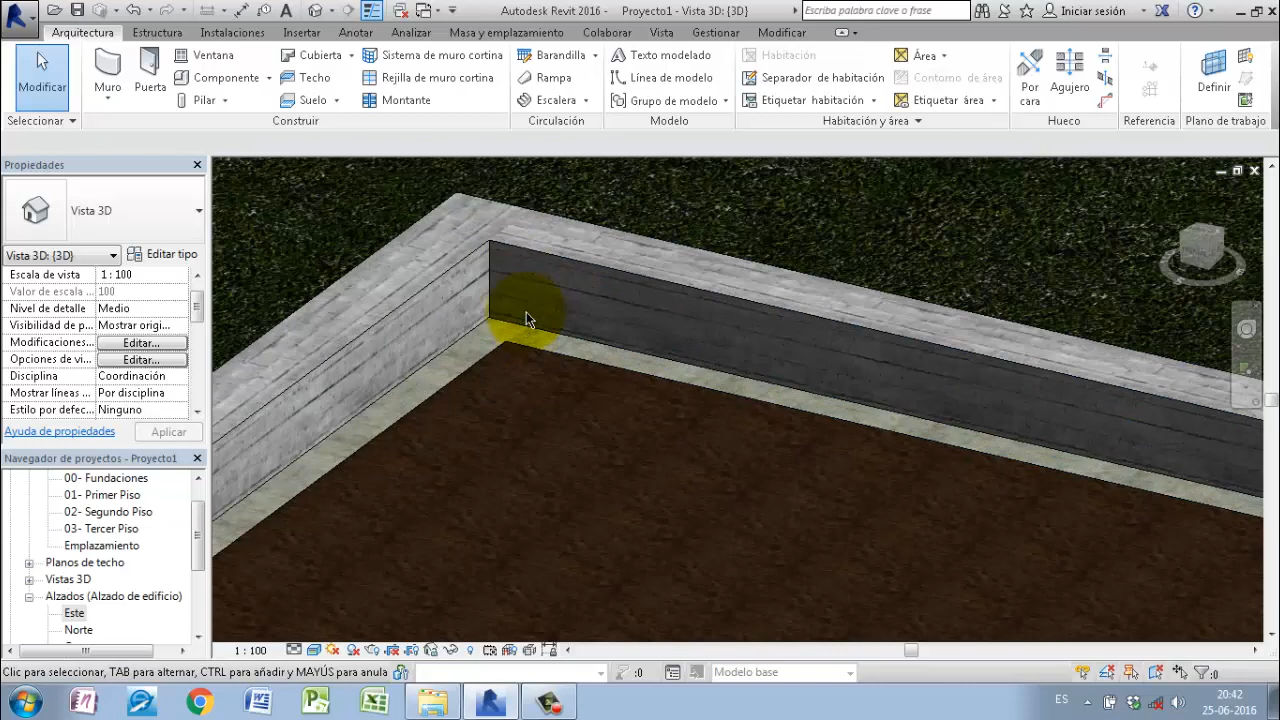 Autodesk Revit 2016 - Proyecto1 - Vista 3D: {3D}
Escriba palabra clave o frase
Iniciar sesión
Arquitectura Estructura Instalaciones Insertar Anotar Analizar Masa y emplazamiento Colaborar Vista Gestionar Modificar
Modificar
Seleccionar
Muro
Puerta
Ventana
Componente
Pilar
Cubierta
Techo
Suelo
Sistema de muro cortina
Rejilla de muro cortina
Montante
Construir
Barandilla
Rampa
Escalera
Circulación
Texto modelado
Línea de modelo
Grupo de modelo
Modelo
Habitación
Separador de habitación
Etiquetar habitación
Área
Contorno de área
Etiquetar área
Habitación y área
Por cara
Agujero
Hueco
Referencia
Definir
Plano de trabajo
Propiedades
Vista 3D
Vista 3D: {3D}
Editar tipo
Escala de vista 1 : 100
Valor de escala ... 100
Nivel de detalle Medio
Visibilidad de p... Mostrar origi...
Modificaciones... Editar...
Opciones de vi... Editar...
Disciplina Coordinación
Mostrar líneas ... Por disciplina
Estilo por defec... Ninguno
Ayuda de propiedades
Aplicar
Navegador de proyectos - Proyecto1
00- Fundaciones
01- Primer Piso
02- Segundo Piso
03- Tercer Piso
Emplazamiento
Planos de techo
Vistas 3D
Alzados (Alzado de edificio)
Este
Norte
1 : 100
Clic para seleccionar, TAB para alternar, CTRL para añadir y MAYÚS para anula
:0
Modelo base
:0
ES
20:42
25-06-2016